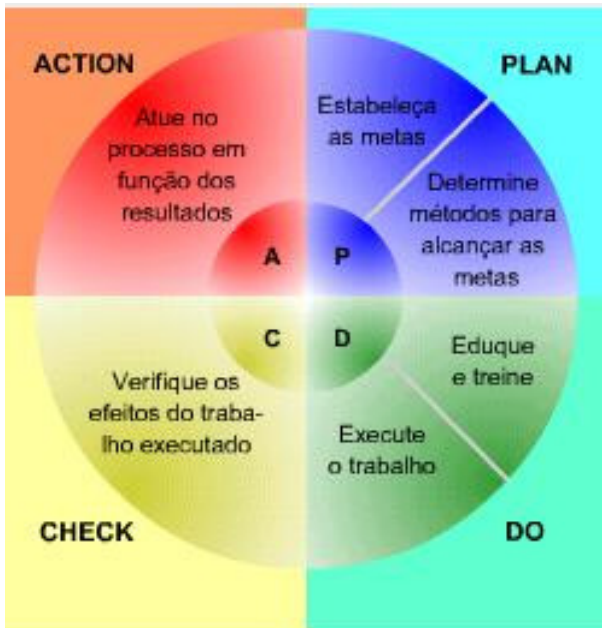 ACTION
PLAN
Atue no
processo em
função dos
resultados
Estabeleça
as metas
Determine
métodos para
alcançar as
metas
A
P
C
D
Verifique os
efeitos do traba-
lho executado
Eduque
e treine
Execute
o trabalho
CHECK
DO